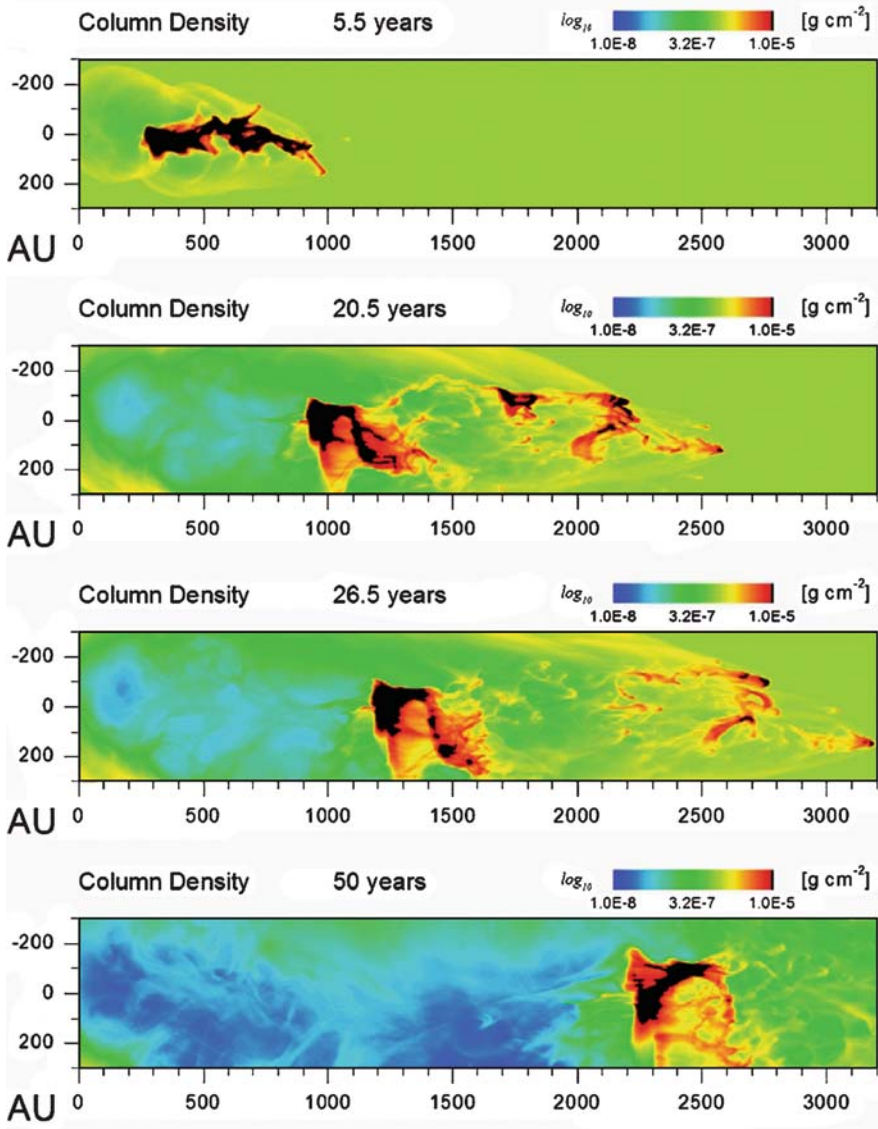 Column Density 5.5 years log10 [g cm-2]
1.0E-8 3.2E-7 1.0E-5
-200
0
200
AU 0 500 1000 1500 2000 2500 3000
Column Density 20.5 years log10 [g cm-2]
1.0E-8 3.2E-7 1.0E-5
-200
0
200
AU 0 500 1000 1500 2000 2500 3000
Column Density 26.5 years log10 [g cm-2]
1.0E-8 3.2E-7 1.0E-5
-200
0
200
AU 0 500 1000 1500 2000 2500 3000
Column Density 50 years log10 [g cm-2]
1.0E-8 3.2E-7 1.0E-5
-200
0
200
AU 0 500 1000 1500 2000 2500 3000